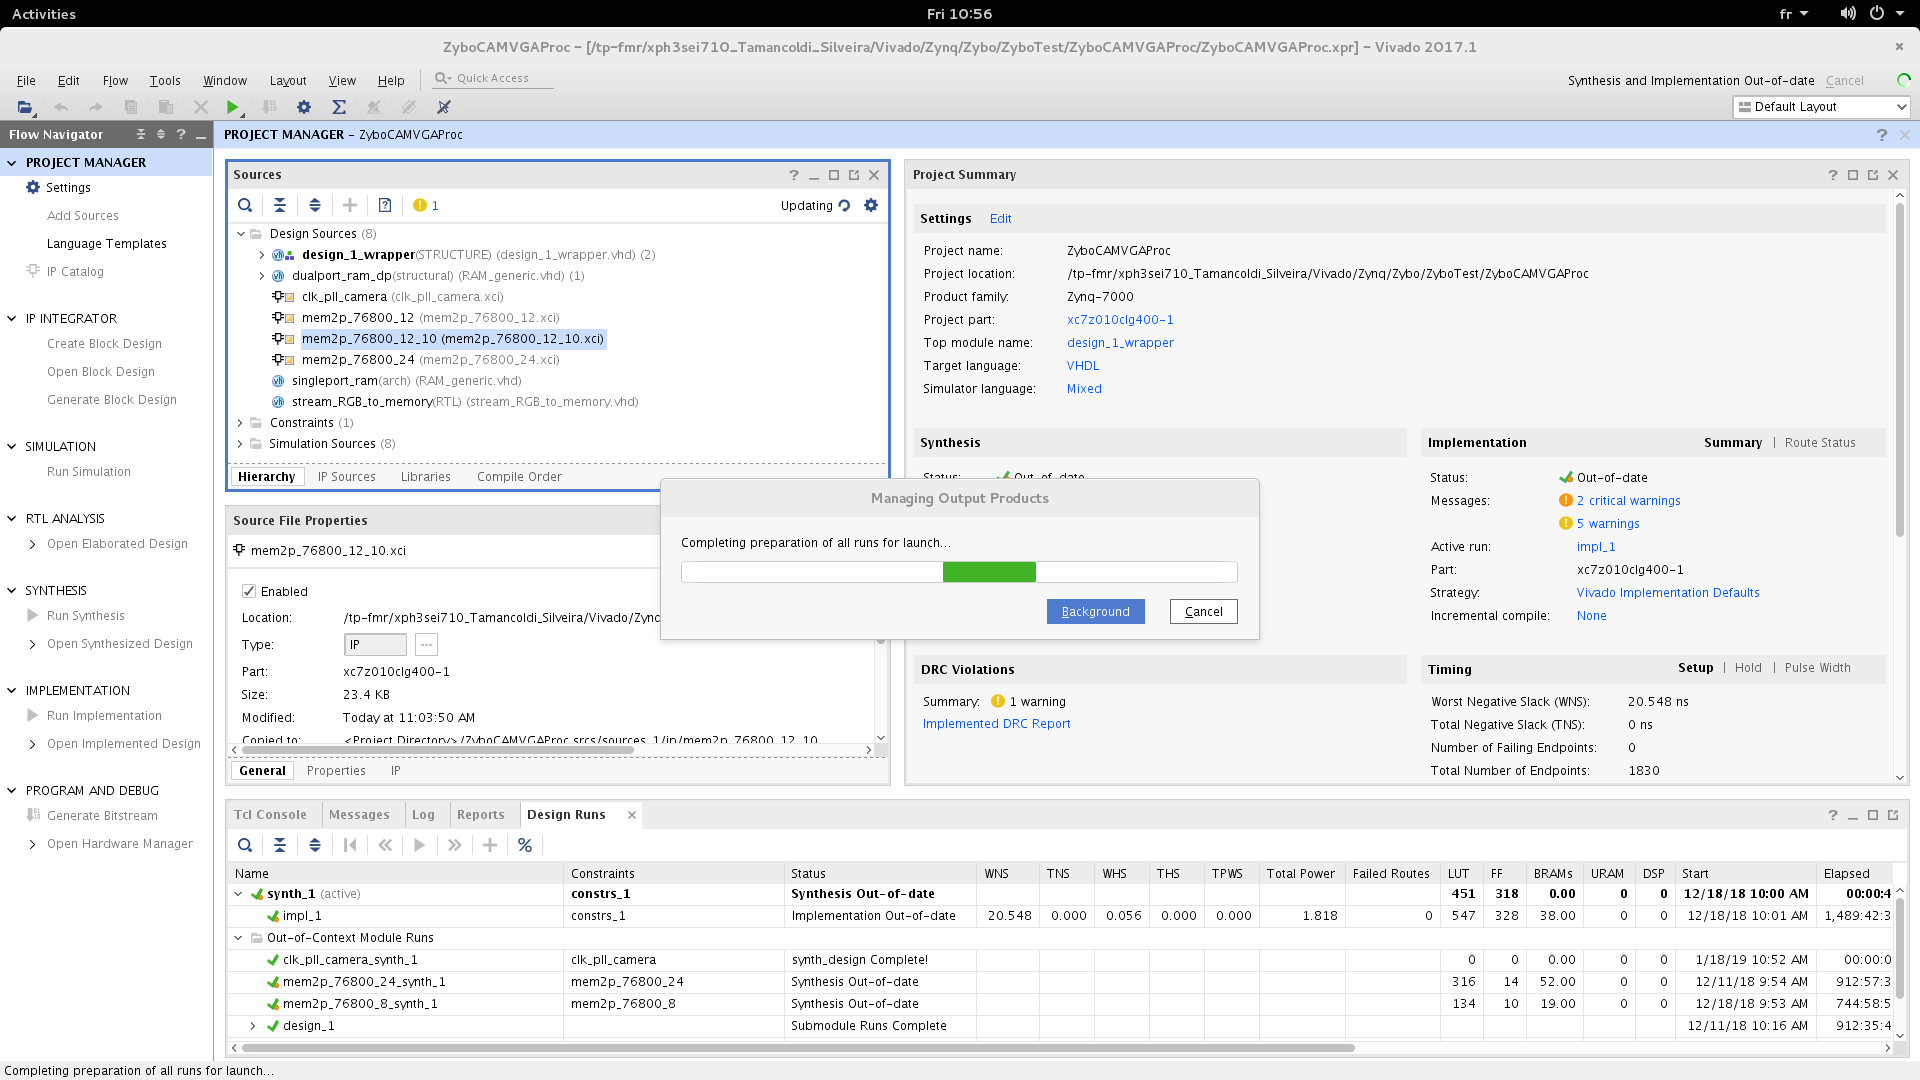 Activities
Fri 10:56
fr
ZyboCAMVGAProc - [/tp-fmr/xph3sei710_Tamancoldi_Silveira/Vivado/Zynq/Zybo/ZyboTest/ZyboCAMVGAProc/ZyboCAMVGAProc.xpr] - Vivado 2017.1
File Edit Flow Tools Window Layout View Help Quick Access
Synthesis and Implementation Out-of-date Cancel
Default Layout
Flow Navigator
PROJECT MANAGER
Settings
Add Sources
Language Templates
IP Catalog
IP INTEGRATOR
Create Block Design
Open Block Design
Generate Block Design
SIMULATION
Run Simulation
RTL ANALYSIS
Open Elaborated Design
SYNTHESIS
Run Synthesis
Open Synthesized Design
IMPLEMENTATION
Run Implementation
Open Implemented Design
PROGRAM AND DEBUG
Generate Bitstream
Open Hardware Manager
PROJECT MANAGER - ZyboCAMVGAProc
Sources
1
Updating
Design Sources (8)
design_1_wrapper(STRUCTURE) (design_1_wrapper.vhd) (2)
dualport_ram_dp(structural) (RAM_generic.vhd) (1)
clk_pll_camera (clk_pll_camera.xci)
mem2p_76800_12 (mem2p_76800_12.xci)
mem2p_76800_12_10 (mem2p_76800_12_10.xci)
mem2p_76800_24 (mem2p_76800_24.xci)
singleport_ram(arch) (RAM_generic.vhd)
stream_RGB_to_memory(RTL) (stream_RGB_to_memory.vhd)
Constraints (1)
Simulation Sources (8)
Hierarchy IP Sources Libraries Compile Order
Source File Properties
mem2p_76800_12_10.xci
Enabled
Location: /tp-fmr/xph3sei710_Tamancoldi_Silveira/Vivado/Zynq
Type: IP
Part: xc7z010clg400-1
Size: 23.4 KB
Modified: Today at 11:03:50 AM
Copied to: <Project Directory>/ZyboCAMVGAProc.srcs/sources_1/ip/mem2p_76800_12_10
General Properties IP
Project Summary
Settings Edit
Project name: ZyboCAMVGAProc
Project location: /tp-fmr/xph3sei710_Tamancoldi_Silveira/Vivado/Zynq/Zybo/ZyboTest/ZyboCAMVGAProc
Product family: Zynq-7000
Project part: xc7z010clg400-1
Top module name: design_1_wrapper
Target language: VHDL
Simulator language: Mixed
Synthesis
Status: Out-of-date
Implementation Summary | Route Status
Status: Out-of-date
Messages: 2 critical warnings
5 warnings
Active run: impl_1
Part: xc7z010clg400-1
Strategy: Vivado Implementation Defaults
Incremental compile: None
Managing Output Products
Completing preparation of all runs for launch...
Background Cancel
DRC Violations
Summary: 1 warning
Implemented DRC Report
Timing Setup | Hold | Pulse Width
Worst Negative Slack (WNS): 20.548 ns
Total Negative Slack (TNS): 0 ns
Number of Failing Endpoints: 0
Total Number of Endpoints: 1830
Tcl Console Messages Log Reports Design Runs
Name Constraints Status WNS TNS WHS THS TPWS Total Power Failed Routes LUT FF BRAMs URAM DSP Start Elapsed
synth_1 (active) constrs_1 Synthesis Out-of-date 451 318 0.00 0 0 12/18/18 10:00 AM 00:00:4
impl_1 constrs_1 Implementation Out-of-date 20.548 0.000 0.056 0.000 0.000 1.818 0 547 328 38.00 0 0 12/18/18 10:01 AM 1,489:42:3
Out-of-Context Module Runs
clk_pll_camera_synth_1 clk_pll_camera synth_design Complete! 0 0 0.00 0 0 1/18/19 10:52 AM 00:00:0
mem2p_76800_24_synth_1 mem2p_76800_24 Synthesis Out-of-date 316 14 52.00 0 0 12/11/18 9:54 AM 912:57:3
mem2p_76800_8_synth_1 mem2p_76800_8 Synthesis Out-of-date 134 10 19.00 0 0 12/18/18 9:53 AM 744:58:5
design_1 Submodule Runs Complete 12/11/18 10:16 AM 912:35:4
Completing preparation of all runs for launch...